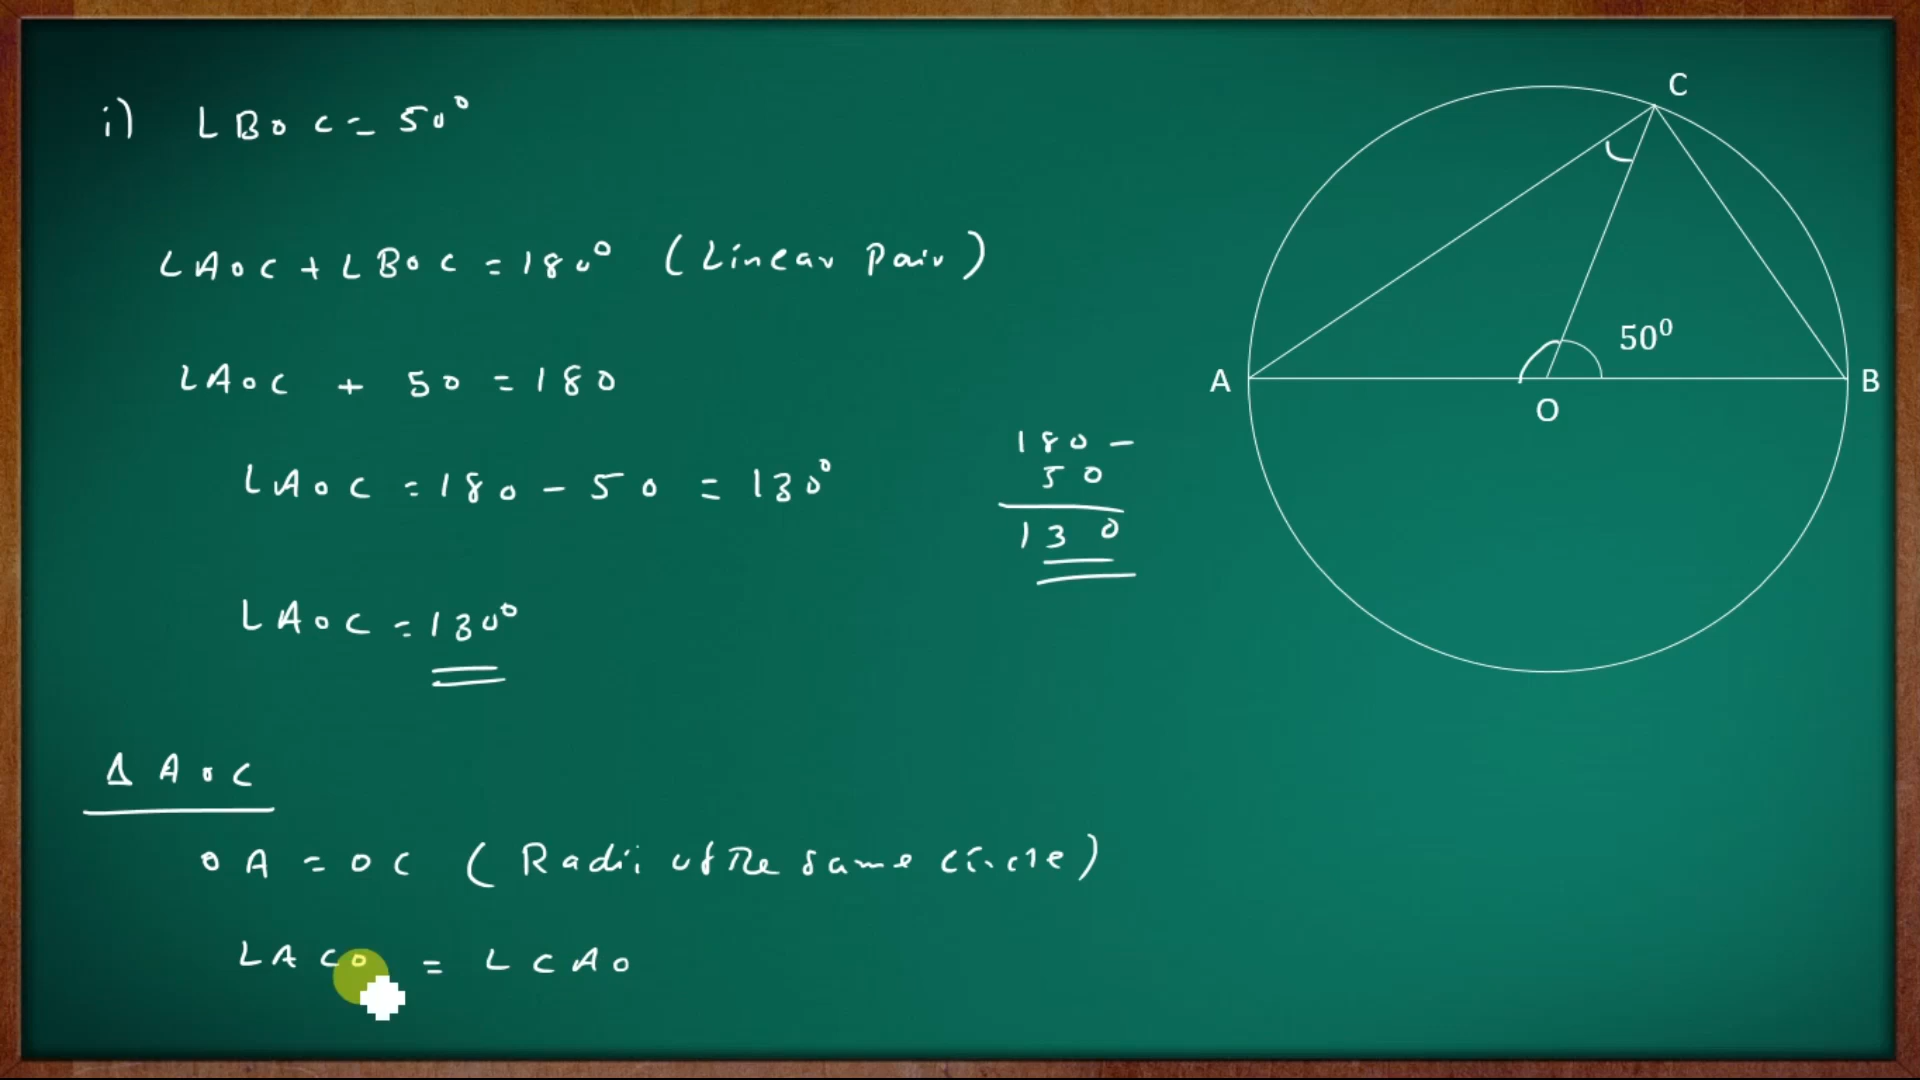 i) ∠BOC = 50°
∠AOC + ∠BOC = 180° (Linear Pair)
∠AOC + 50 = 180
∠AOC = 180 - 50 = 130°
∠AOC = 130°
Δ AOC
OA = OC (Radii of the same circle)
∠ACO = ∠CAO
180 -
50
130
C
50⁰
A
B
O